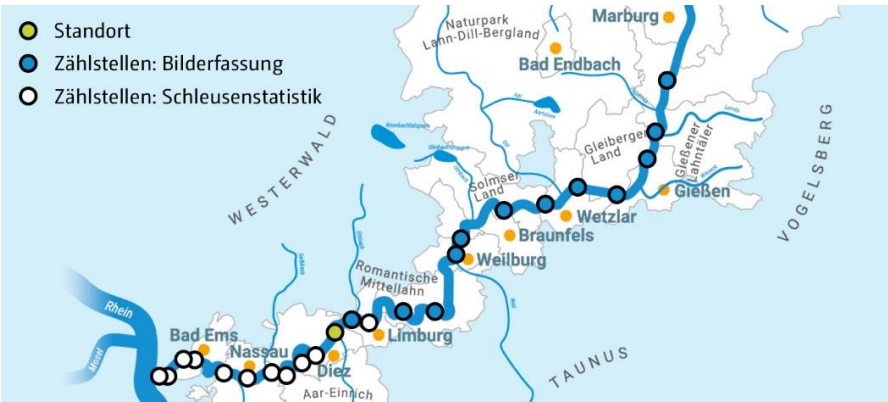 Standort
Zählstellen: Bilderfassung
Zählstellen: Schleusenstatistik
Naturpark
Lahn-Dill-Bergland
Marburg
Bad Endbach
WESTERWALD
VOGELSBERG
Gleiberger
Land
Gießener
Lahntäler
Solmser
Land
Gießen
Wetzlar
Braunfels
Weilburg
Romantische
Mittellahn
Rhein
Mosel
Bad Ems
Nassau
Limburg
Diez
Aar-Einrich
TAUNUS